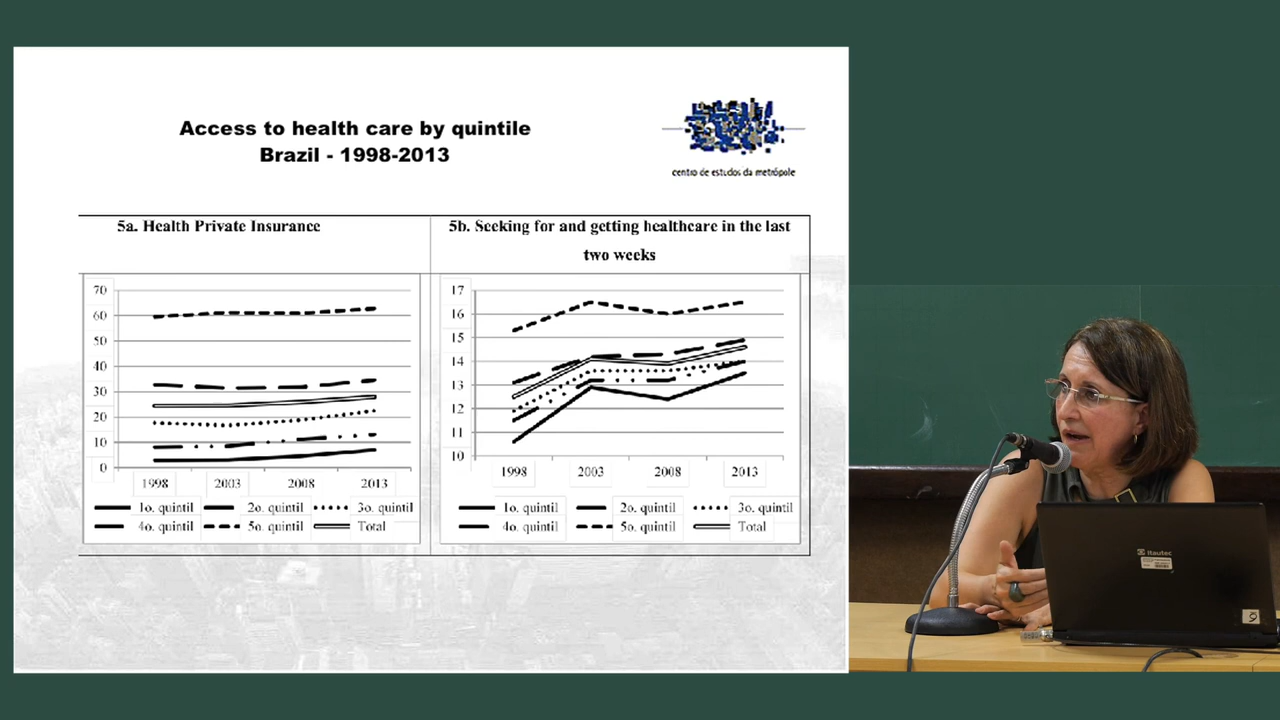 Access to health care by quintile
Brazil - 1998-2013
centro de estudos da metrópole
5a. Health Private Insurance
5b. Seeking for and getting healthcare in the last
two weeks
70
60
50
40
30
20
10
0
1998 2003 2008 2013
1o. quintil 2o. quintil 3o. quintil
4o. quintil 5o. quintil Total
17
16
15
14
13
12
11
10
1998 2003 2008 2013
1o. quintil 2o. quintil 3o. quintil
4o. quintil 5o. quintil Total
Itautec